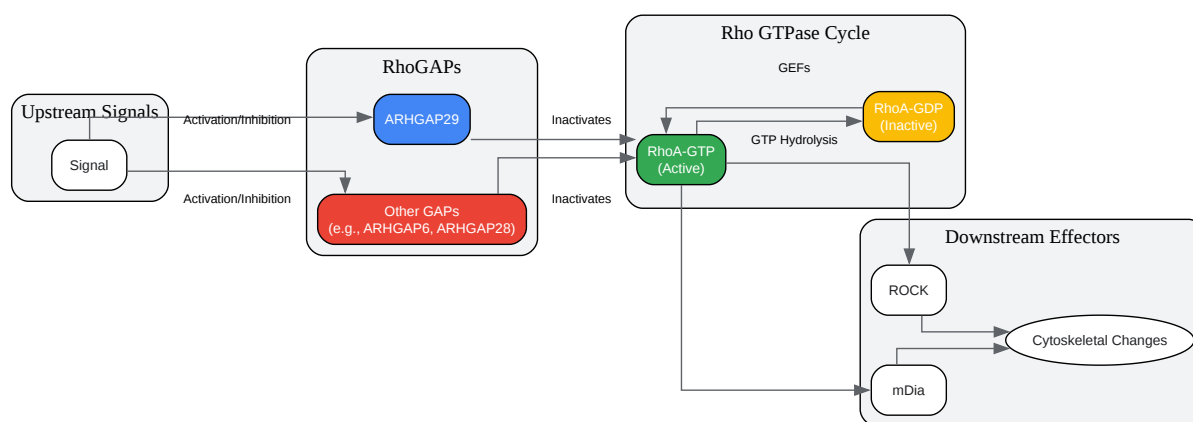 Upstream Signals
Signal
Activation/Inhibition
Activation/Inhibition
RhoGAPs
ARHGAP29
Other GAPs
(e.g., ARHGAP6, ARHGAP28)
Inactivates
Inactivates
Rho GTPase Cycle
GEFs
RhoA-GDP
(Inactive)
GTP Hydrolysis
RhoA-GTP
(Active)
Downstream Effectors
ROCK
Cytoskeletal Changes
mDia